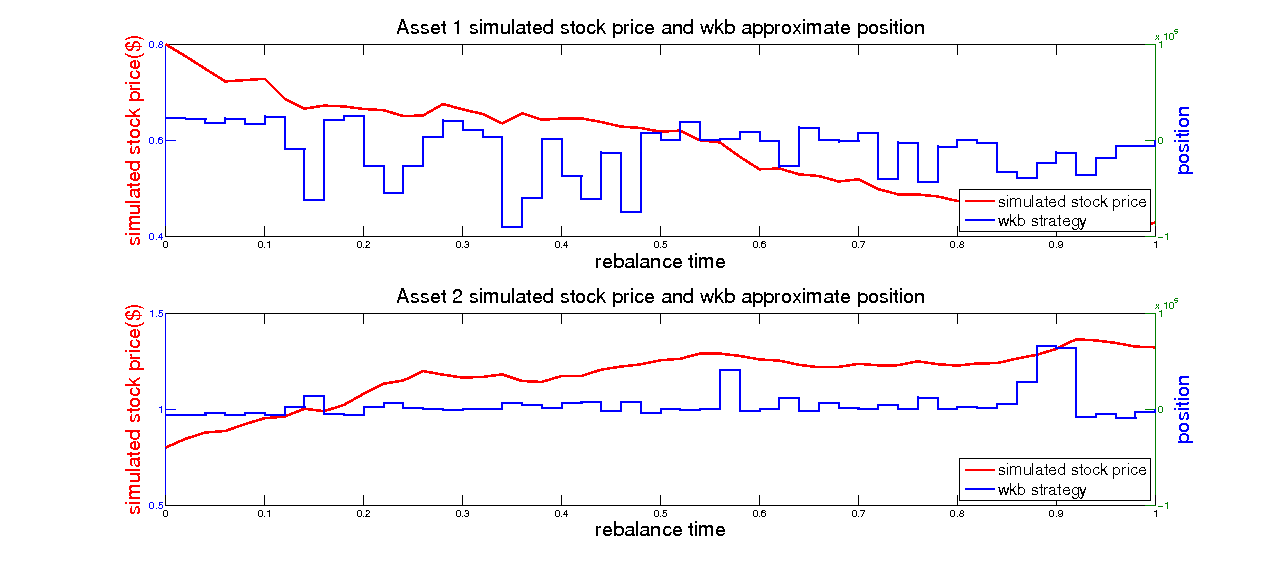 Asset 1 simulated stock price and wkb approximate position
x 10^5
0.8
0.6
0.4
1
0
-1
simulated stock price($)
position
simulated stock price
wkb strategy
0 0.1 0.2 0.3 0.4 0.5 0.6 0.7 0.8 0.9 1
rebalance time
Asset 2 simulated stock price and wkb approximate position
x 10^5
1.5
1
0.5
1
0
-1
simulated stock price($)
position
simulated stock price
wkb strategy
0 0.1 0.2 0.3 0.4 0.5 0.6 0.7 0.8 0.9 1
rebalance time